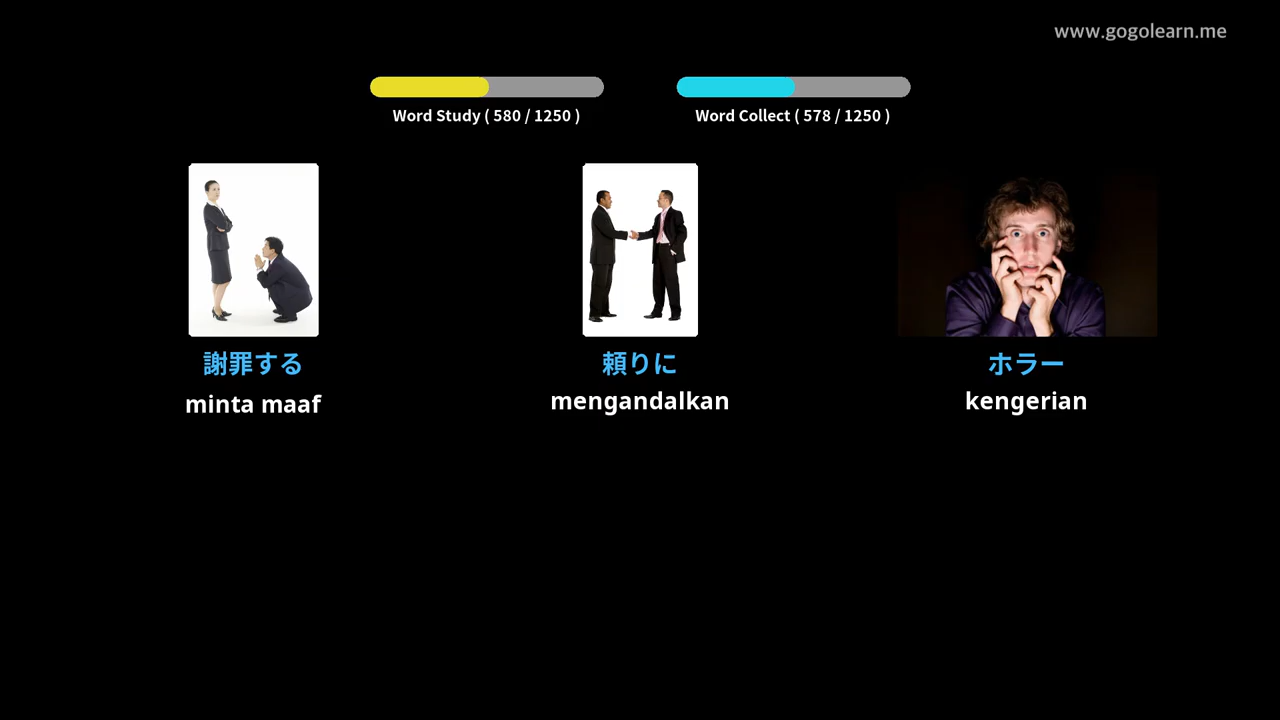 www.gogolearn.me
Word Study ( 580 / 1250 )
Word Collect ( 578 / 1250 )
謝罪する
minta maaf
頼りに
mengandalkan
ホラー
kengerian